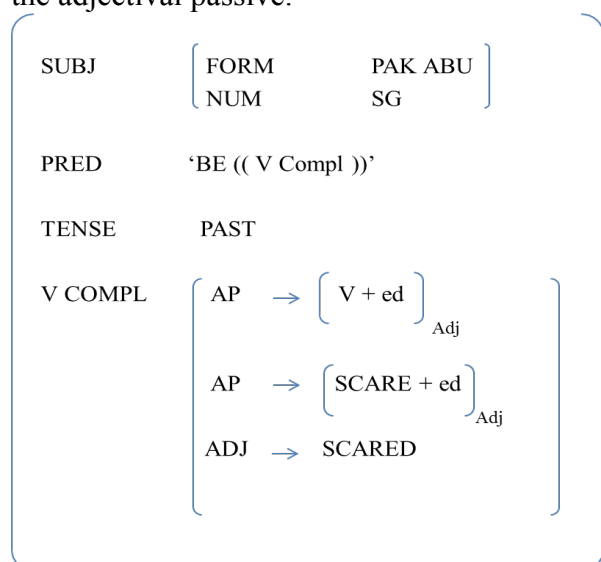 the adjectival passive.
SUBJ FORM PAK ABU
NUM SG
PRED ‘BE (( V Compl ))’
TENSE PAST
V COMPL AP → V + ed
Adj
AP → SCARE + ed
Adj
ADJ → SCARED